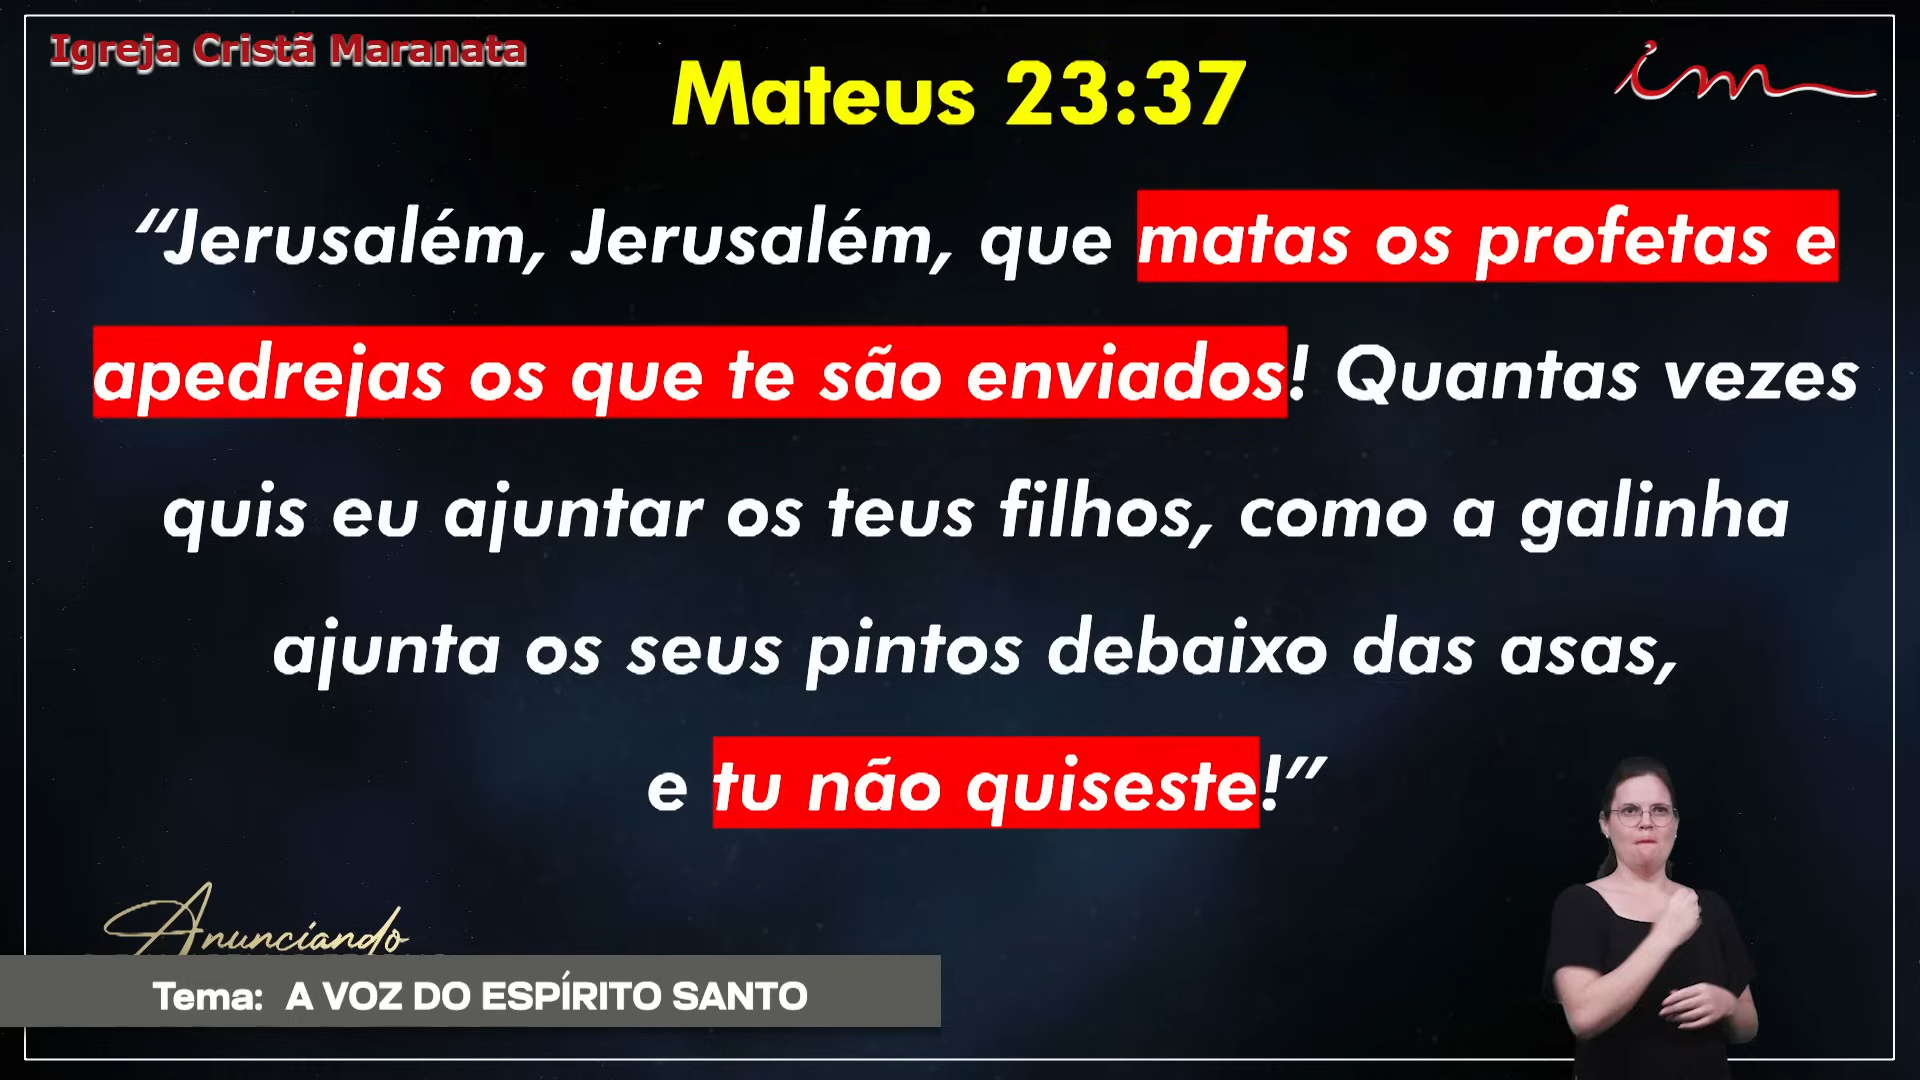 Igreja Cristã Maranata
im
Mateus 23:37
“Jerusalém, Jerusalém, que matas os profetas e
apedrejas os que te são enviados! Quantas vezes
quis eu ajuntar os teus filhos, como a galinha
ajunta os seus pintos debaixo das asas,
e tu não quiseste!”
Anunciando
Tema: A VOZ DO ESPÍRITO SANTO